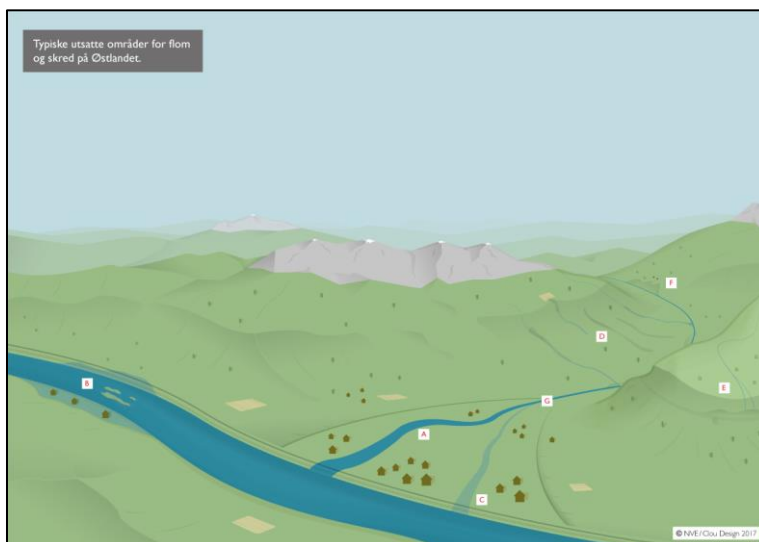 Typiske utsatte områder for flom
og skred på Østlandet.
F
D
B
E
G
A
C
© NVE/Clou Design 2017